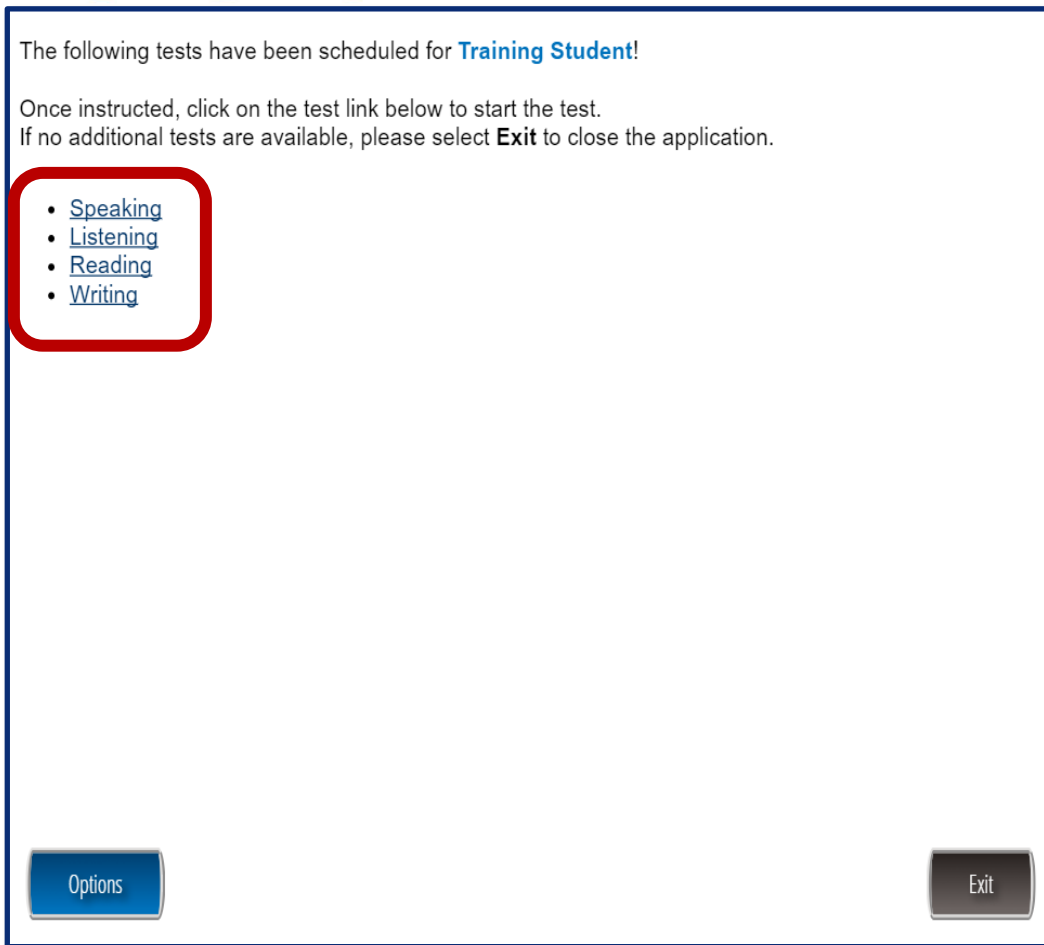 The following tests have been scheduled for Training Student!
Once instructed, click on the test link below to start the test.
If no additional tests are available, please select Exit to close the application.
• Speaking
• Listening
• Reading
• Writing
Options
Exit